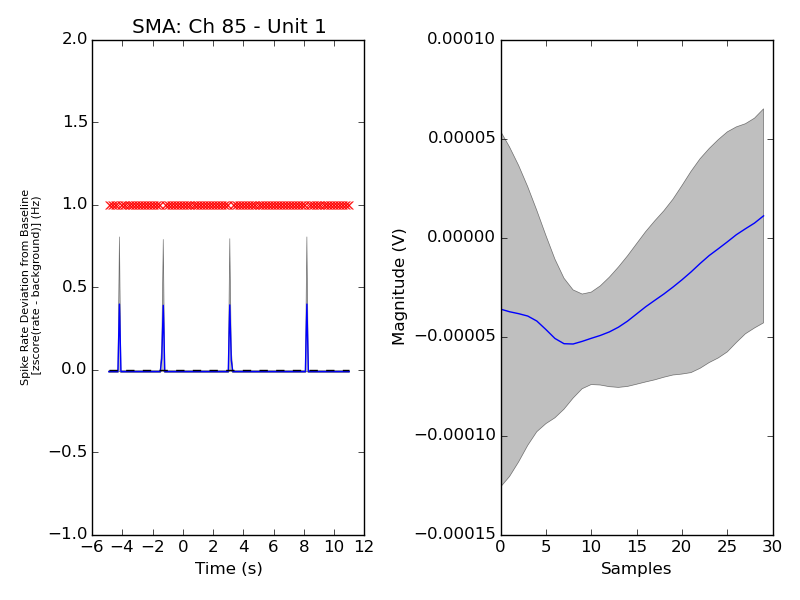 SMA: Ch 85 - Unit 1
2.0
1.5
1.0
0.5
0.0
−0.5
−1.0
−6 −4 −2 0 2 4 6 8 10 12
Time (s)
Spike Rate Deviation from Baseline
[zscore(rate - background)] (Hz)
0.00010
0.00005
0.00000
−0.00005
−0.00010
−0.00015
0 5 10 15 20 25 30
Samples
Magnitude (V)